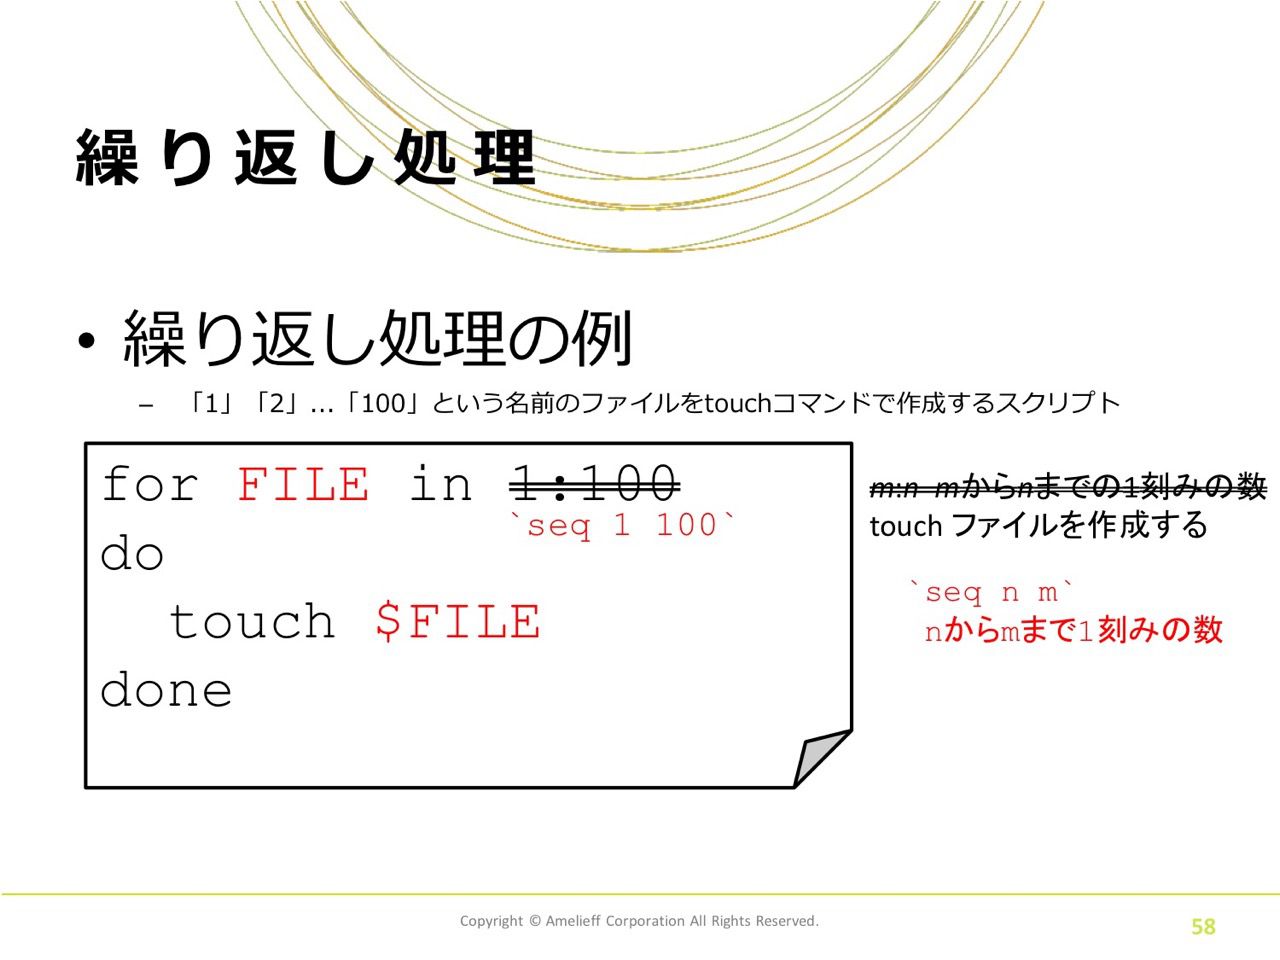 繰り返し処理
• 繰り返し処理の例
– 「1」「2」...「100」という名前のファイルをtouchコマンドで作成するスクリプト
for FILE in 1:100
`seq 1 100`
do
touch $FILE
done
m:n mからnまでの1刻みの数
touch ファイルを作成する
`seq n m`
nからmまで1刻みの数
Copyright © Amelieff Corporation All Rights Reserved.
58